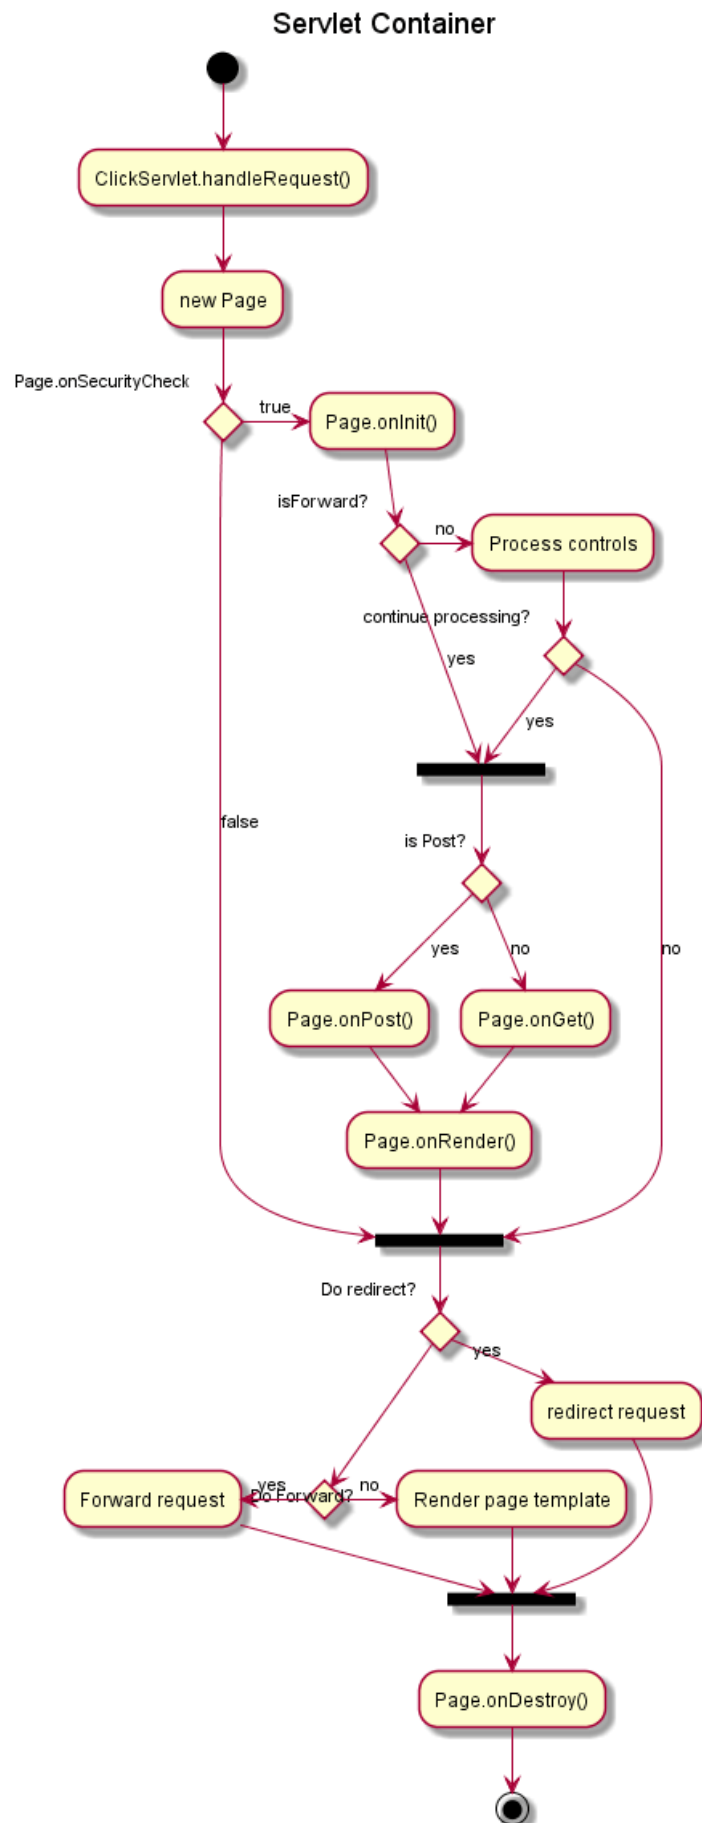 Servlet Container
ClickServlet.handleRequest()
new Page
Page.onSecurityCheck
true
Page.onInit()
isForward?
no
Process controls
continue processing?
yes
yes
false
is Post?
no
yes
no
Page.onPost()
Page.onGet()
Page.onRender()
Do redirect?
yes
redirect request
Forward request
yes
Do Forward?
no
Render page template
Page.onDestroy()